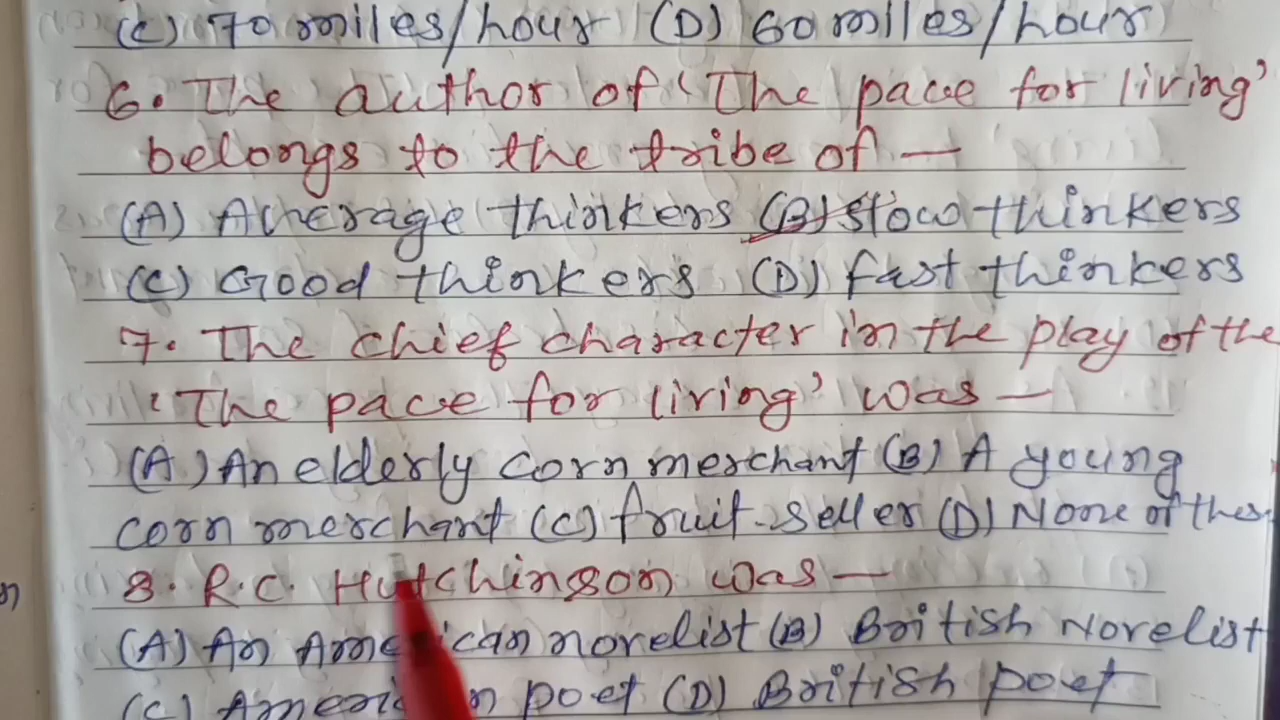 (C) 70 miles/hour (D) 60 miles/hour
6. The author of 'The pace for living'
belongs to the tribe of —
(A) Average thinkers (B) slow thinkers
(C) Good thinkers (D) fast thinkers
7. The chief character in the play of the
'The pace for living' was —
(A) An elderly corn merchant (B) A young
corn merchant (C) fruit-seller (D) None of these
8. R.C. Hutchinson was —
(A) An American novelist (B) British Novelist
(C) American poet (D) British poet